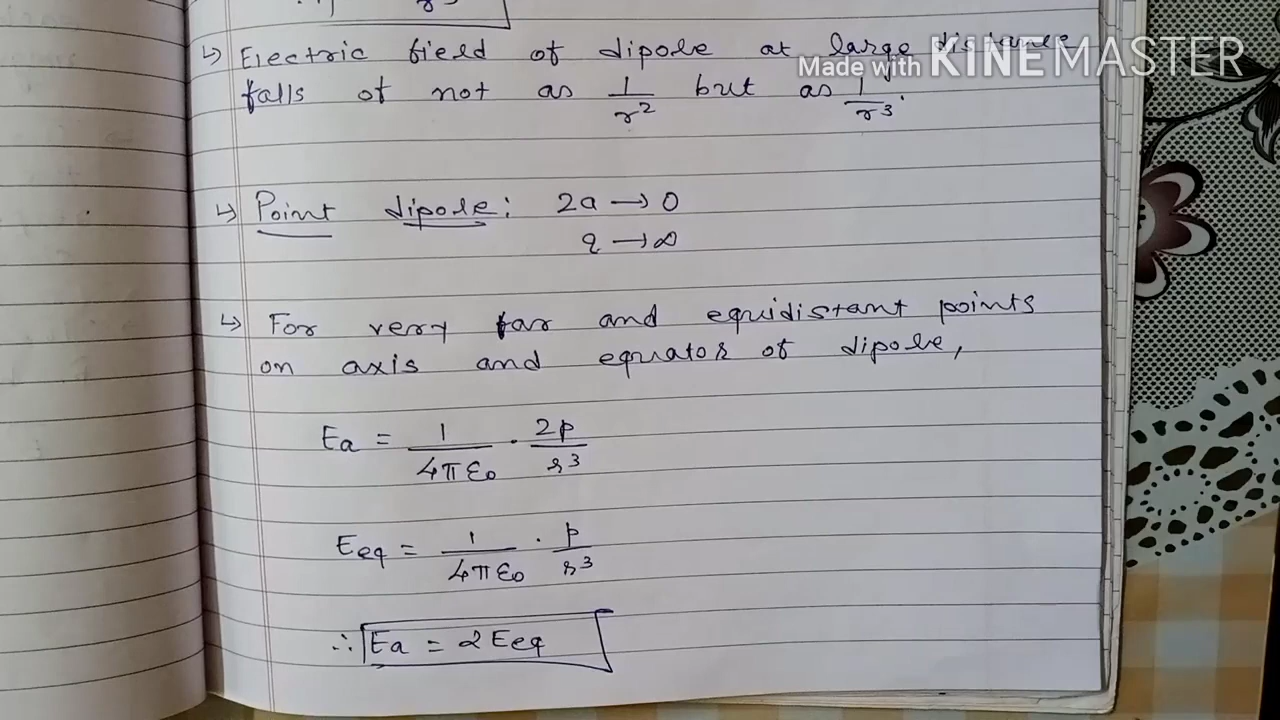 ↳ Electric field of dipole at large distance
Made with KINEMASTER
falls of not as 1/r² but as 1/r³.
↳ Point dipole: 2a → 0
q → ∞
↳ For very far and equidistant points
on axis and equator of dipole,
Ea = 1/4πε₀ · 2p/r³
Eeq = 1/4πε₀ · p/r³
∴ Ea = 2Eeq